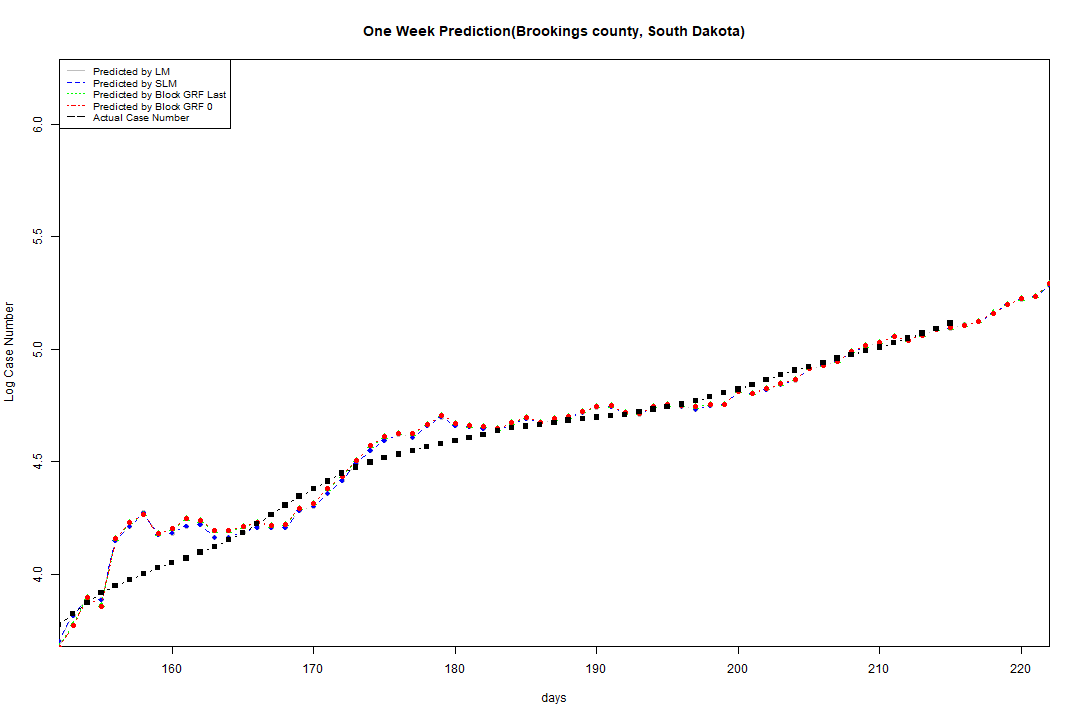 One Week Prediction(Brookings county, South Dakota)
Predicted by LM
Predicted by SLM
Predicted by Block GRF Last
Predicted by Block GRF 0
Actual Case Number
6.0
5.5
5.0
4.5
4.0
Log Case Number
160 170 180 190 200 210 220
days